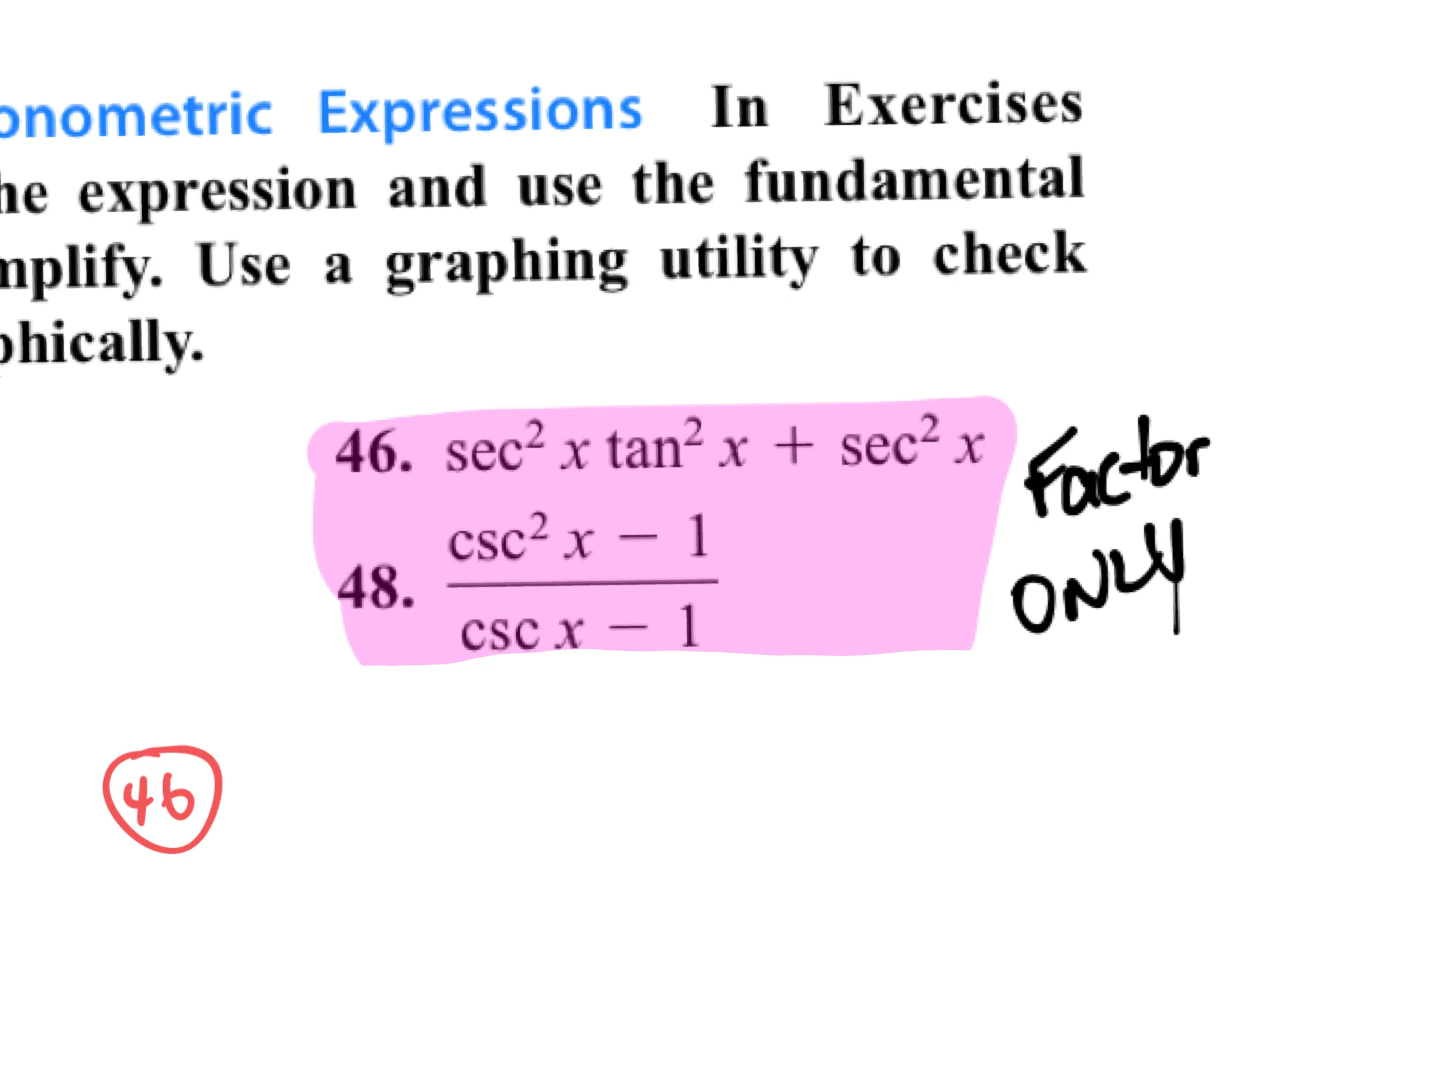 onometric Expressions In Exercises
he expression and use the fundamental
mplify. Use a graphing utility to check
phically.
46. sec² x tan² x + sec² x
Factor
ONLY
48. csc² x − 1
csc x − 1
46